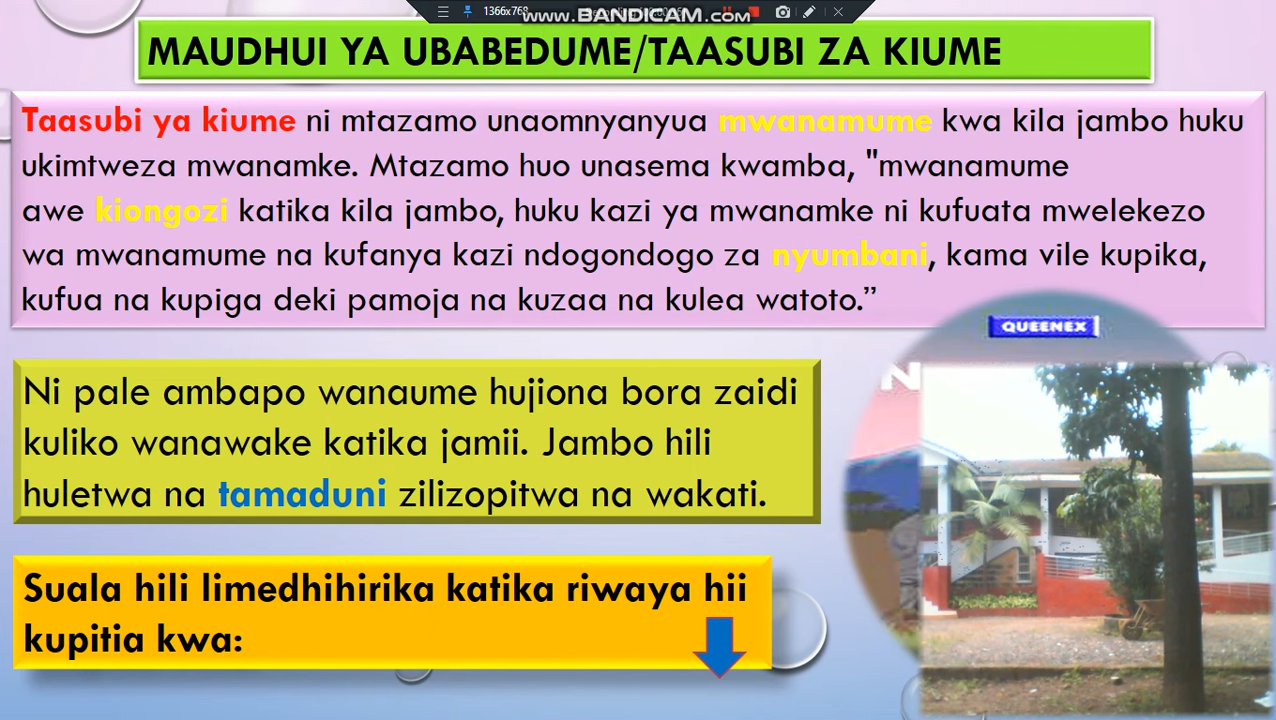 1366x768
www.BANDICAM.com
MAUDHUI YA UBABEDUME/TAASUBI ZA KIUME
Taasubi ya kiume ni mtazamo unaomnyanyua mwanamume kwa kila jambo huku
ukimtweza mwanamke. Mtazamo huo unasema kwamba, "mwanamume
awe kiongozi katika kila jambo, huku kazi ya mwanamke ni kufuata mwelekezo
wa mwanamume na kufanya kazi ndogondogo za nyumbani, kama vile kupika,
kufua na kupiga deki pamoja na kuzaa na kulea watoto.”
QUEENEX
N
Ni pale ambapo wanaume hujiona bora zaidi
kuliko wanawake katika jamii. Jambo hili
huletwa na tamaduni zilizopitwa na wakati.
Suala hili limedhihirika katika riwaya hii
kupitia kwa: